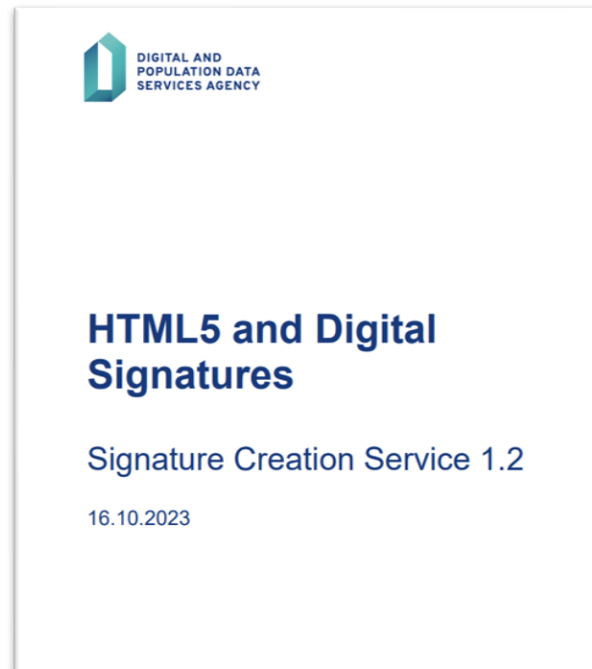 DIGITAL AND
POPULATION DATA
SERVICES AGENCY
HTML5 and Digital
Signatures
Signature Creation Service 1.2
16.10.2023